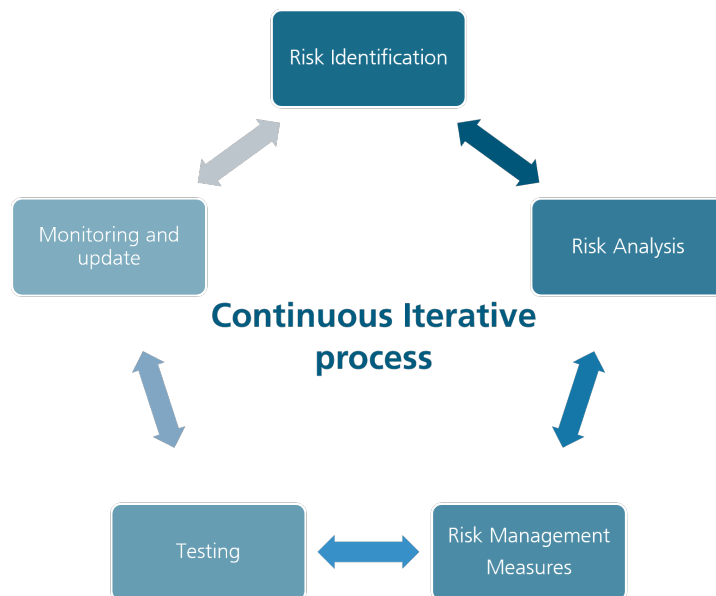 Risk Identification
Monitoring and
update
Risk Analysis
Continuous Iterative
process
Testing
Risk Management
Measures